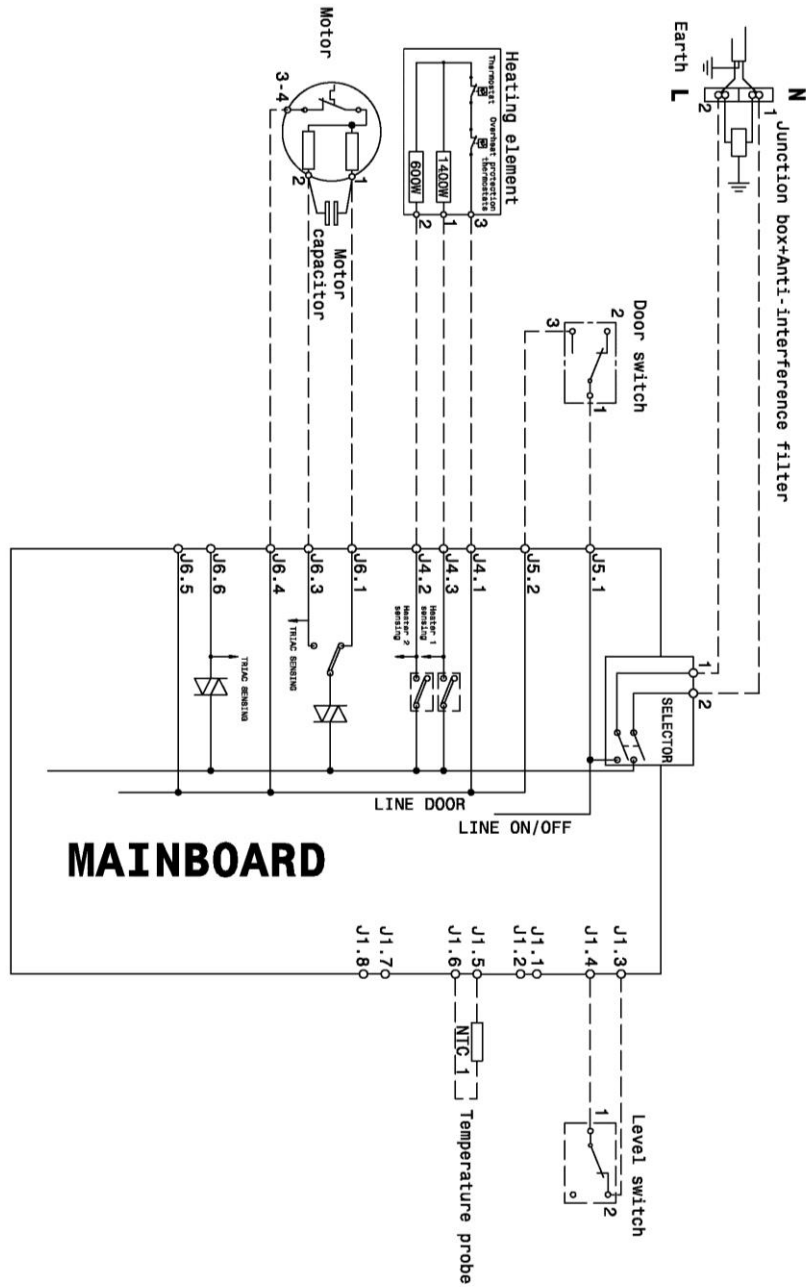 N
L
Earth
1
2
Junction box+Anti-interference filter
Motor
3-4
2
1
Motor
capacitor
Heating element
Thermostat
Overheat protection
thermostats
1400W
600W
3
1
2
Door switch
2
3
1
J6.5
J6.6
J6.4
J6.3
J6.1
J4.2
J4.3
J4.1
J5.2
J5.1
TRIAC SENSING
TRIAC SENSING
Heater 2
sensing
Heater 1
sensing
1
2
SELECTOR
LINE DOOR
LINE ON/OFF
MAINBOARD
J1.8
J1.7
J1.6
J1.5
J1.2
J1.1
J1.4
J1.3
NTC 1
Temperature probe
1
2
Level switch